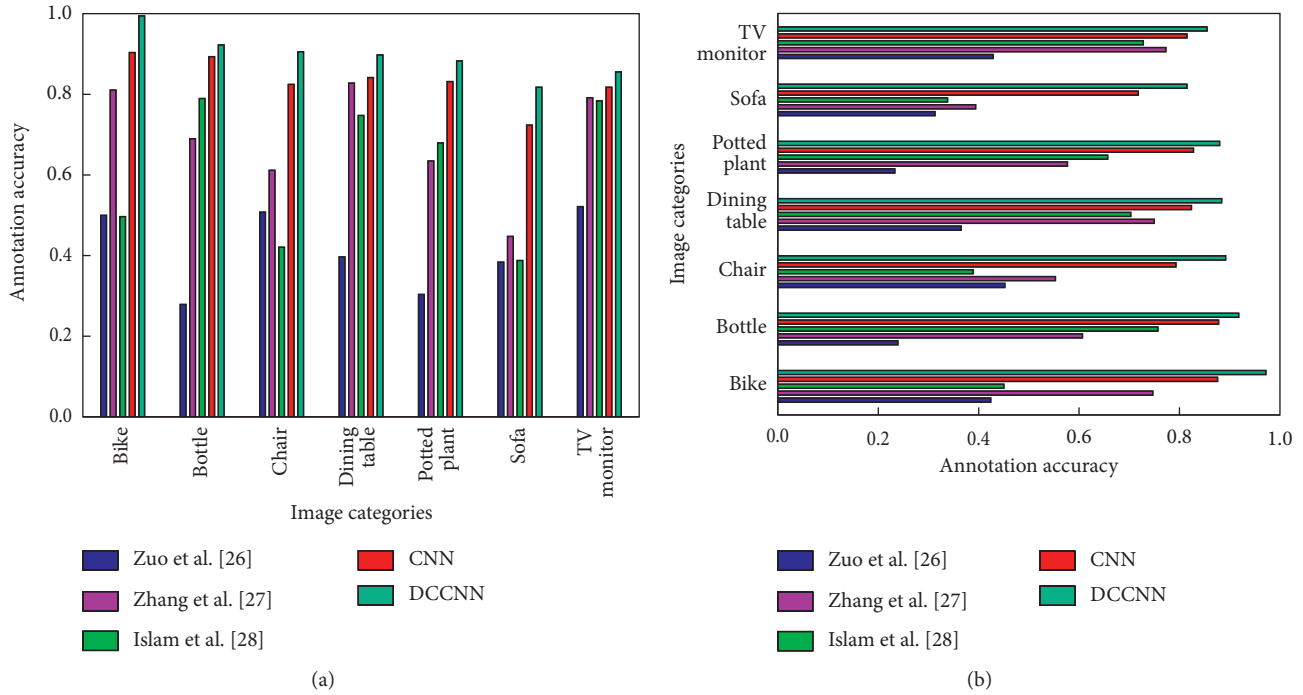 1.0
0.8
0.6
0.4
0.2
0.0
Annotation accuracy
Bike
Bottle
Chair
Dining
table
Potted
plant
Sofa
TV
monitor
Image categories
Zuo et al. [26]
Zhang et al. [27]
Islam et al. [28]
CNN
DCCNN
(a)
Image categories
TV
monitor
Sofa
Potted
plant
Dining
table
Chair
Bottle
Bike
0.0 0.2 0.4 0.6 0.8 1.0
Annotation accuracy
Zuo et al. [26]
Zhang et al. [27]
Islam et al. [28]
CNN
DCCNN
(b)